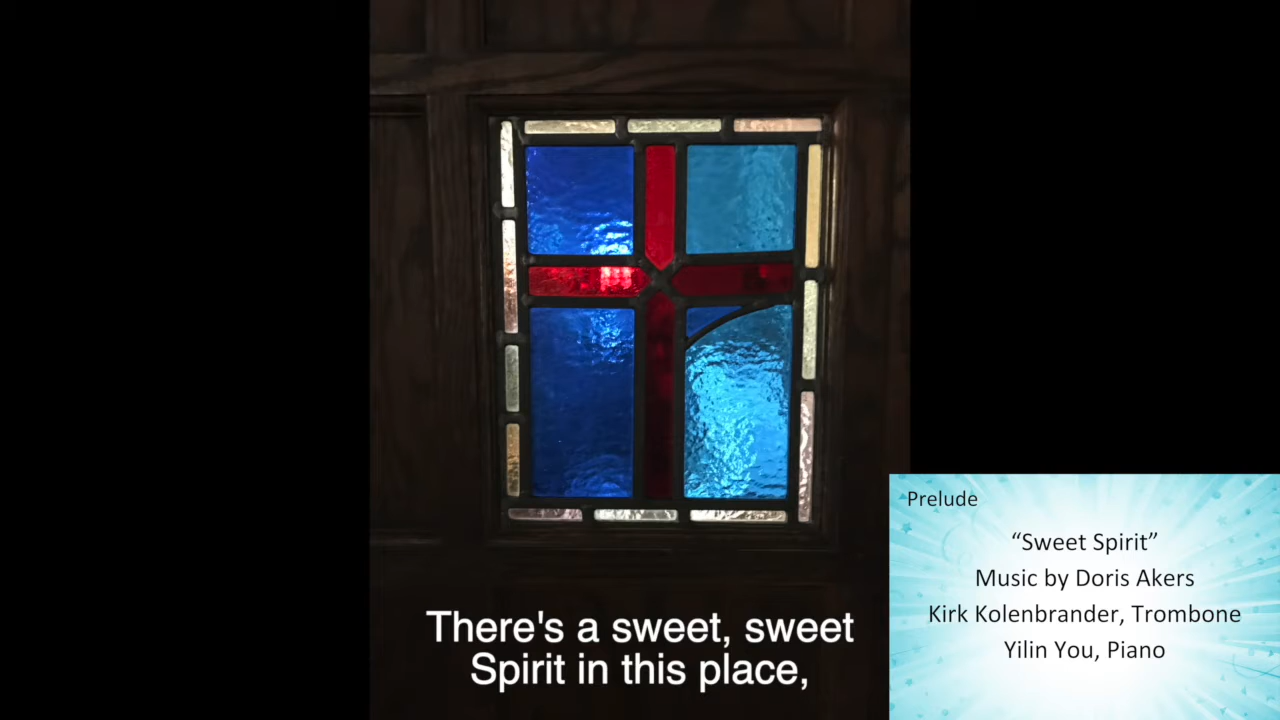 There's a sweet, sweet
Spirit in this place,
Prelude
“Sweet Spirit”
Music by Doris Akers
Kirk Kolenbrander, Trombone
Yilin You, Piano